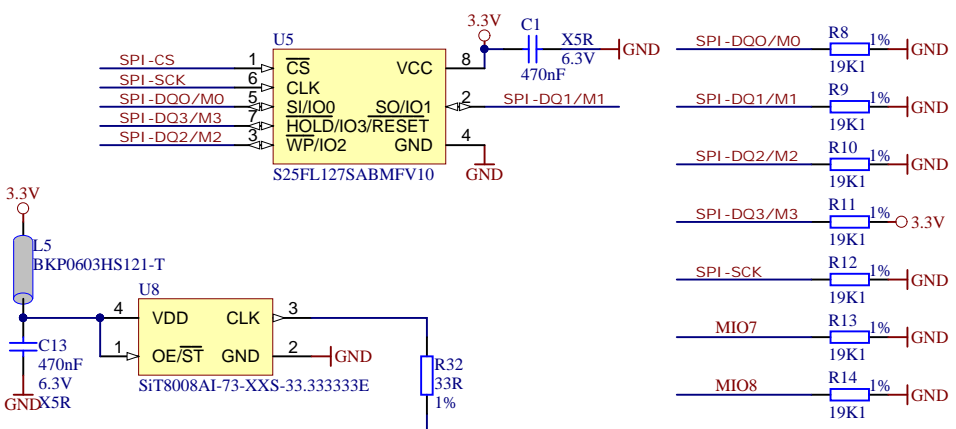 3.3V
C1
X5R
6.3V
470nF
GND
U5
SPI-CS
1
CS
VCC
8
SPI-SCK
6
CLK
SPI-DQ0/M0
5
SI/IO0
SO/IO1
2
SPI-DQ1/M1
SPI-DQ3/M3
7
HOLD/IO3/RESET
SPI-DQ2/M2
3
WP/IO2
GND
4
S25FL127SABMFV10
GND
SPI-DQ0/M0
R8
1%
GND
19K1
SPI-DQ1/M1
R9
1%
GND
19K1
SPI-DQ2/M2
R10
1%
GND
19K1
SPI-DQ3/M3
R11
1%
3.3V
19K1
SPI-SCK
R12
1%
GND
19K1
MIO7
R13
1%
GND
19K1
MIO8
R14
1%
GND
19K1
3.3V
L5
BKP0603HS121-T
U8
4
VDD
CLK
3
1
OE/ST
GND
2
GND
SiT8008AI-73-XXS-33.333333E
C13
470nF
6.3V
X5R
GND
R32
33R
1%